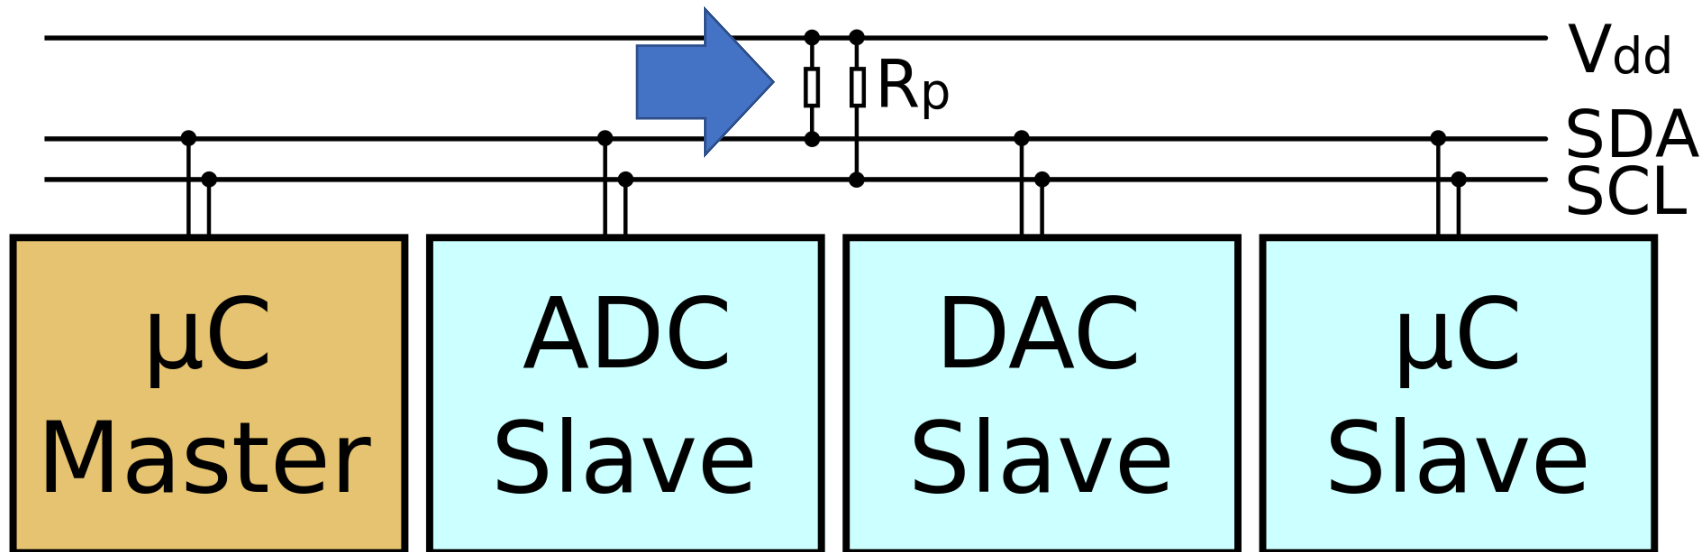 Vdd
Rp
SDA
SCL
µC
Master
ADC
Slave
DAC
Slave
µC
Slave